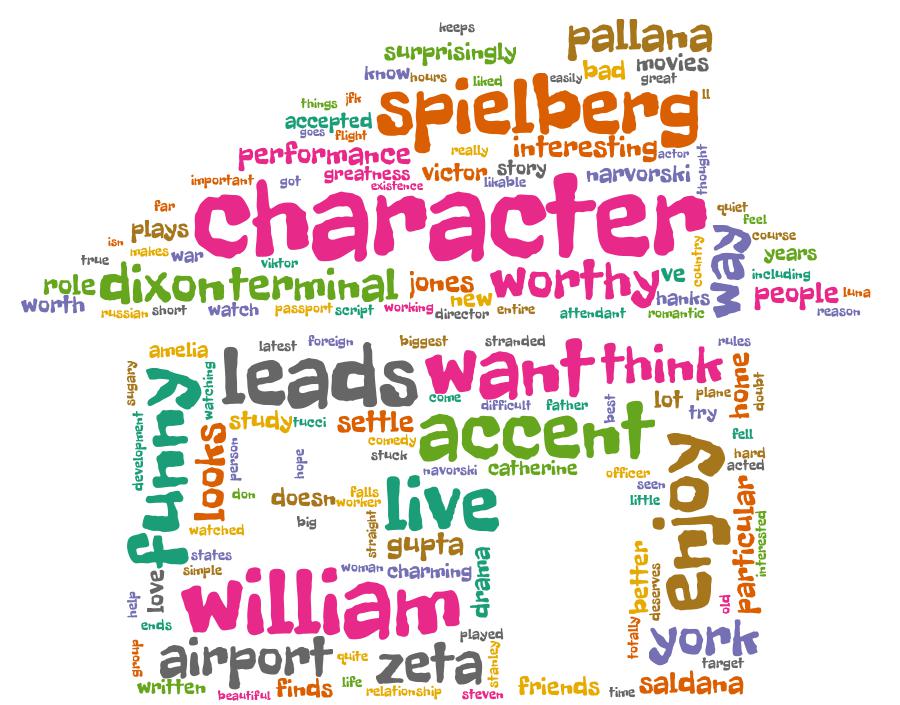 keeps
surprisingly pallana
know hours liked easily bad movies great
things jfk spielberg ll
accepted
goes flight
performance really interesting actor
greatness victor story narvorski thought
important got existence likable
far character quiet
feel
plays way course
isn makes war country years
true viktor
role dixon terminal jones worthy ve including
worth new hanks people luna
russian short watch passport script working director entire attendant romantic reason
amelia latest foreign biggest stranded rules
sugary funny watching leads want think home
come plane doubt
difficult father best lot
study tucci settle accent try
looks comedy fell
development person hope stuck hard
navorski catherine officer acted
seen enjoy
don doesn falls live little
worker
big particular
watched straight interested
gupta
states better
simple woman charming deserves
love drama
help william old
ends york
played totally
group airport quite zeta stanley target
written life friends saldana
beautiful finds relationship steven time